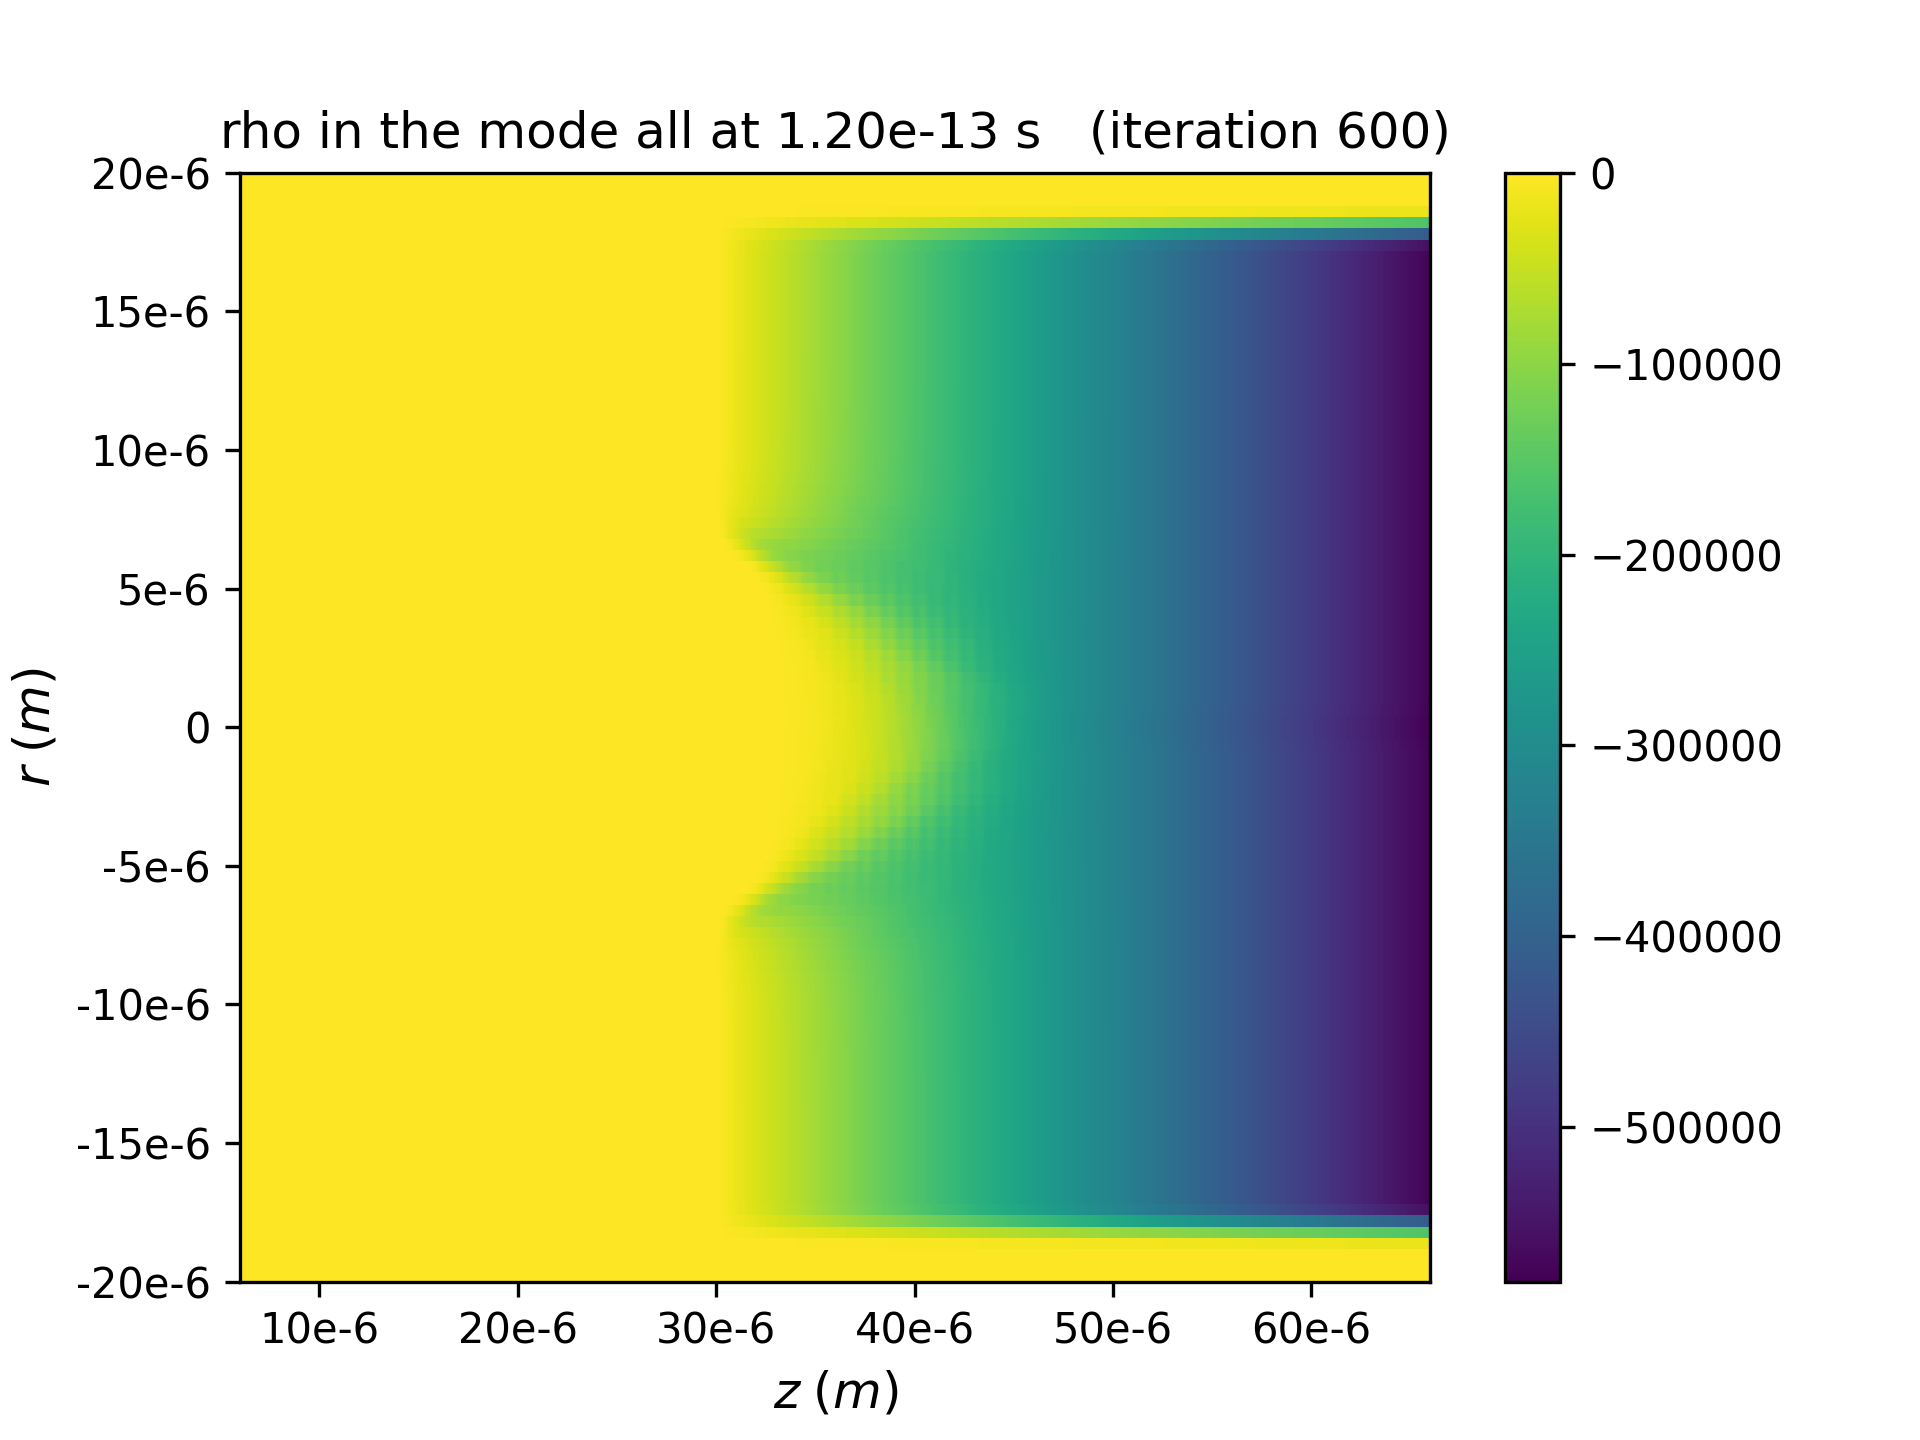 rho in the mode all at 1.20e-13 s   (iteration 600)
20e-6
15e-6
10e-6
5e-6
0
-5e-6
-10e-6
-15e-6
-20e-6
r (m)
10e-6 20e-6 30e-6 40e-6 50e-6 60e-6
z (m)
0
−100000
−200000
−300000
−400000
−500000